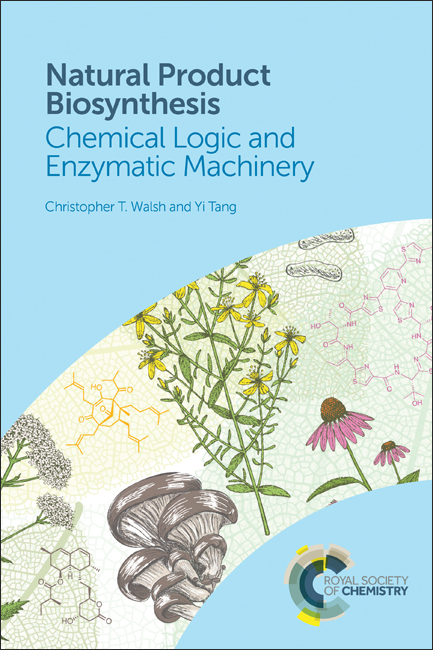 Natural Product
Biosynthesis
Chemical Logic and
Enzymatic Machinery
Christopher T. Walsh and Yi Tang
ROYAL SOCIETY
OF CHEMISTRY